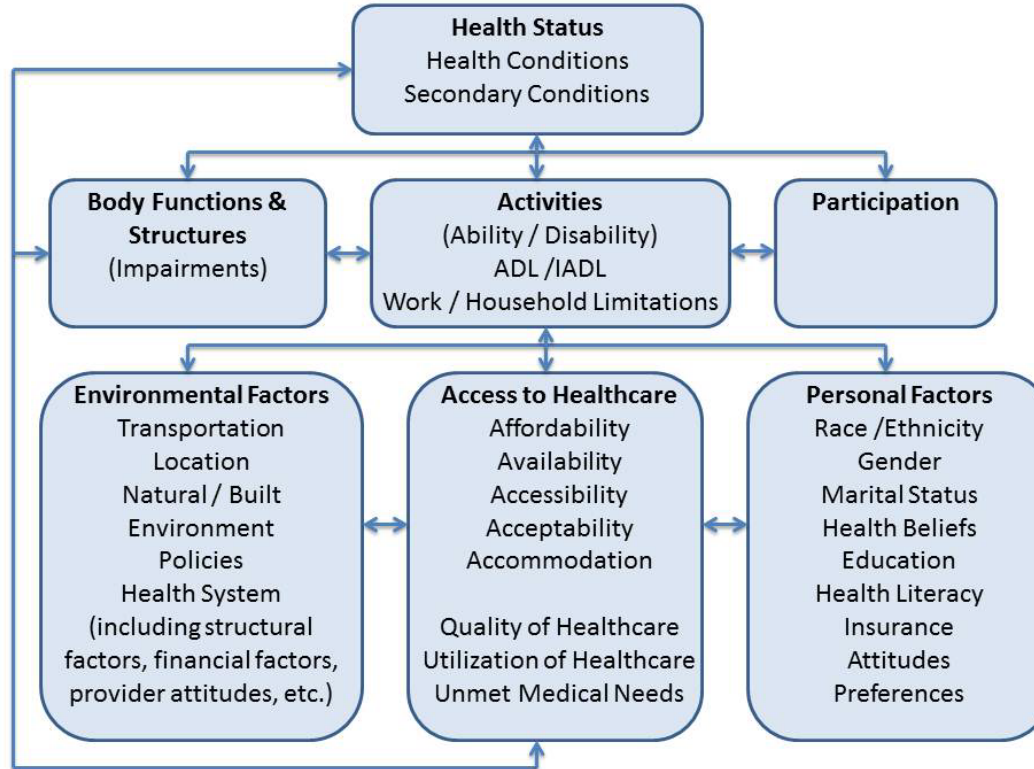 Health Status
Health Conditions
Secondary Conditions
Body Functions &
Structures
(Impairments)
Activities
(Ability / Disability)
ADL /IADL
Work / Household Limitations
Participation
Environmental Factors
Transportation
Location
Natural / Built
Environment
Policies
Health System
(including structural
factors, financial factors,
provider attitudes, etc.)
Access to Healthcare
Affordability
Availability
Accessibility
Acceptability
Accommodation
Quality of Healthcare
Utilization of Healthcare
Unmet Medical Needs
Personal Factors
Race /Ethnicity
Gender
Marital Status
Health Beliefs
Education
Health Literacy
Insurance
Attitudes
Preferences